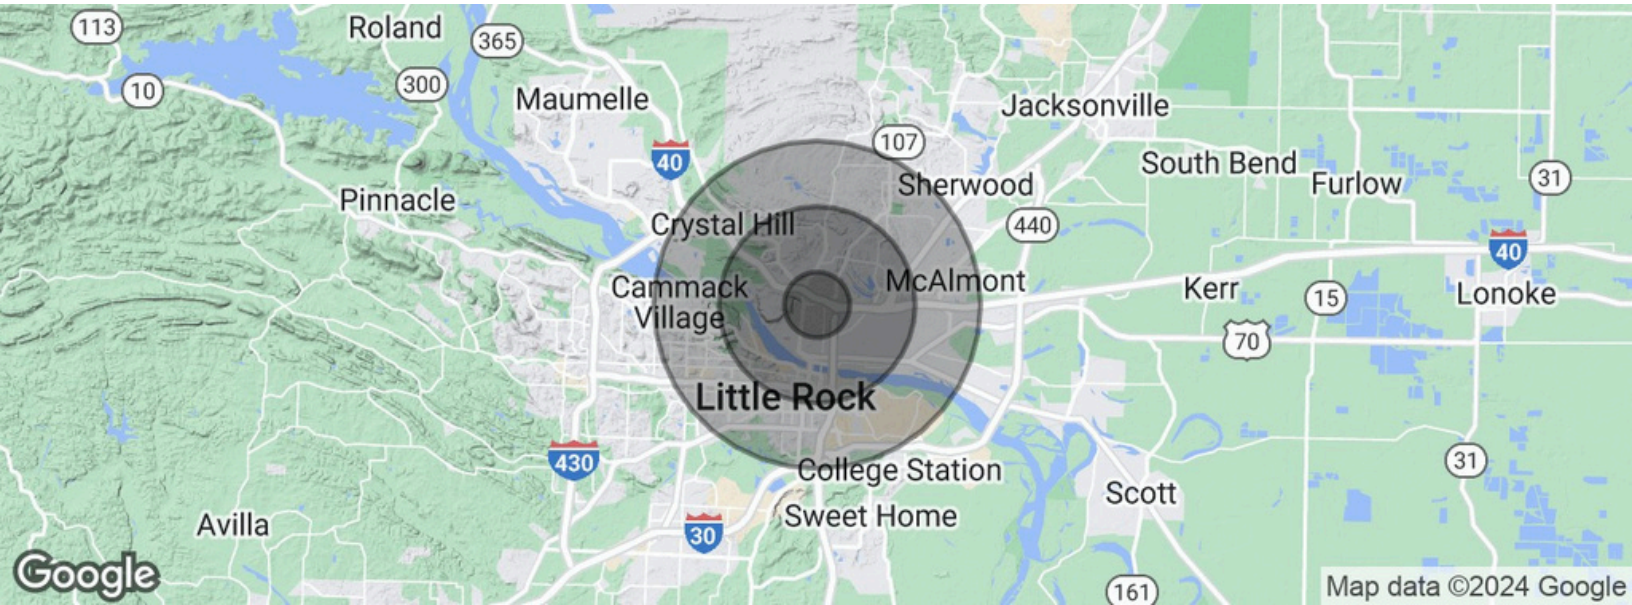 113
Roland
365
10
300
Maumelle
Jacksonville
107
40
South Bend
31
Furlow
Sherwood
Pinnacle
Crystal Hill
440
40
McAlmont
Cammack
Village
Kerr
15
Lonoke
70
Little Rock
430
College Station
31
Scott
Sweet Home
Avilla
30
Google
161
Map data ©2024 Google